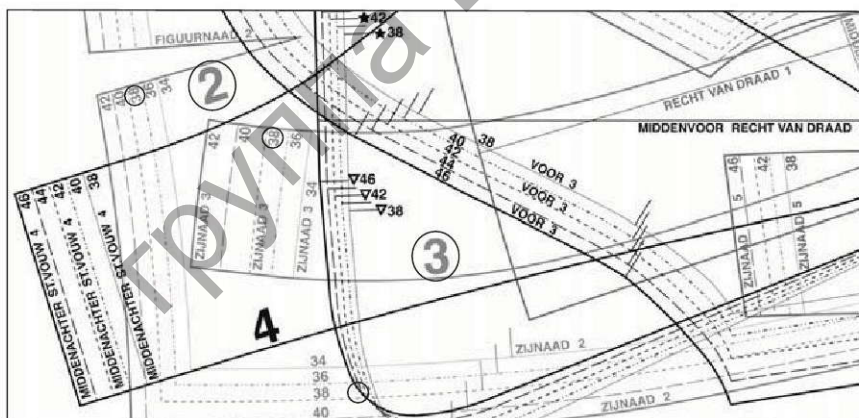 42
38
FIGUURNAAD 2
42 40 38 36 34
2
RECHT VAN DRAAD 1
MIDDENVOOR RECHT VAN DRAAD
42 40 38 36
34
40 38
42
44
46
VOOR 3
VOOR 3
VOOR 3
46
42
38
46 42 38
46 44 42 40 38
ZIJNAAD 3
ZIJNAAD 3
ZIJNAAD 3
3
ZIJNAAD 5
ZIJNAAD 5
MIDDENACHTER ST.VOUW 4
MIDDENACHTER ST.VOUW 4
MIDDENACHTER ST.VOUW 4
4
34
36
38
40
ZIJNAAD 2
ZIJNAAD 2
группа